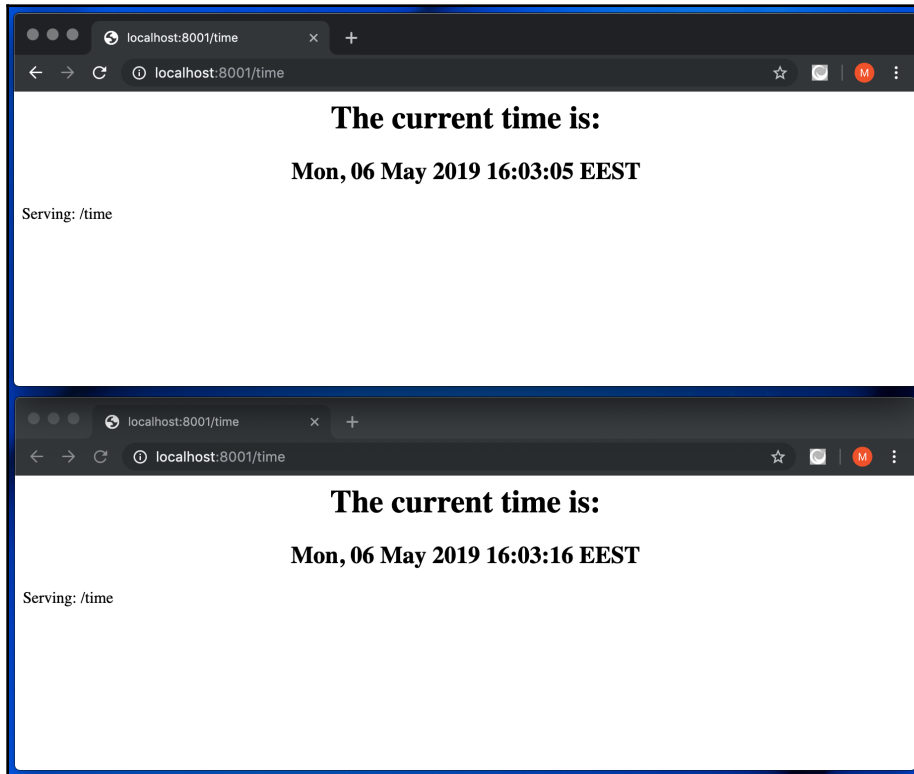 localhost:8001/time
localhost:8001/time
M
The current time is:
Mon, 06 May 2019 16:03:05 EEST
Serving: /time
localhost:8001/time
localhost:8001/time
M
The current time is:
Mon, 06 May 2019 16:03:16 EEST
Serving: /time